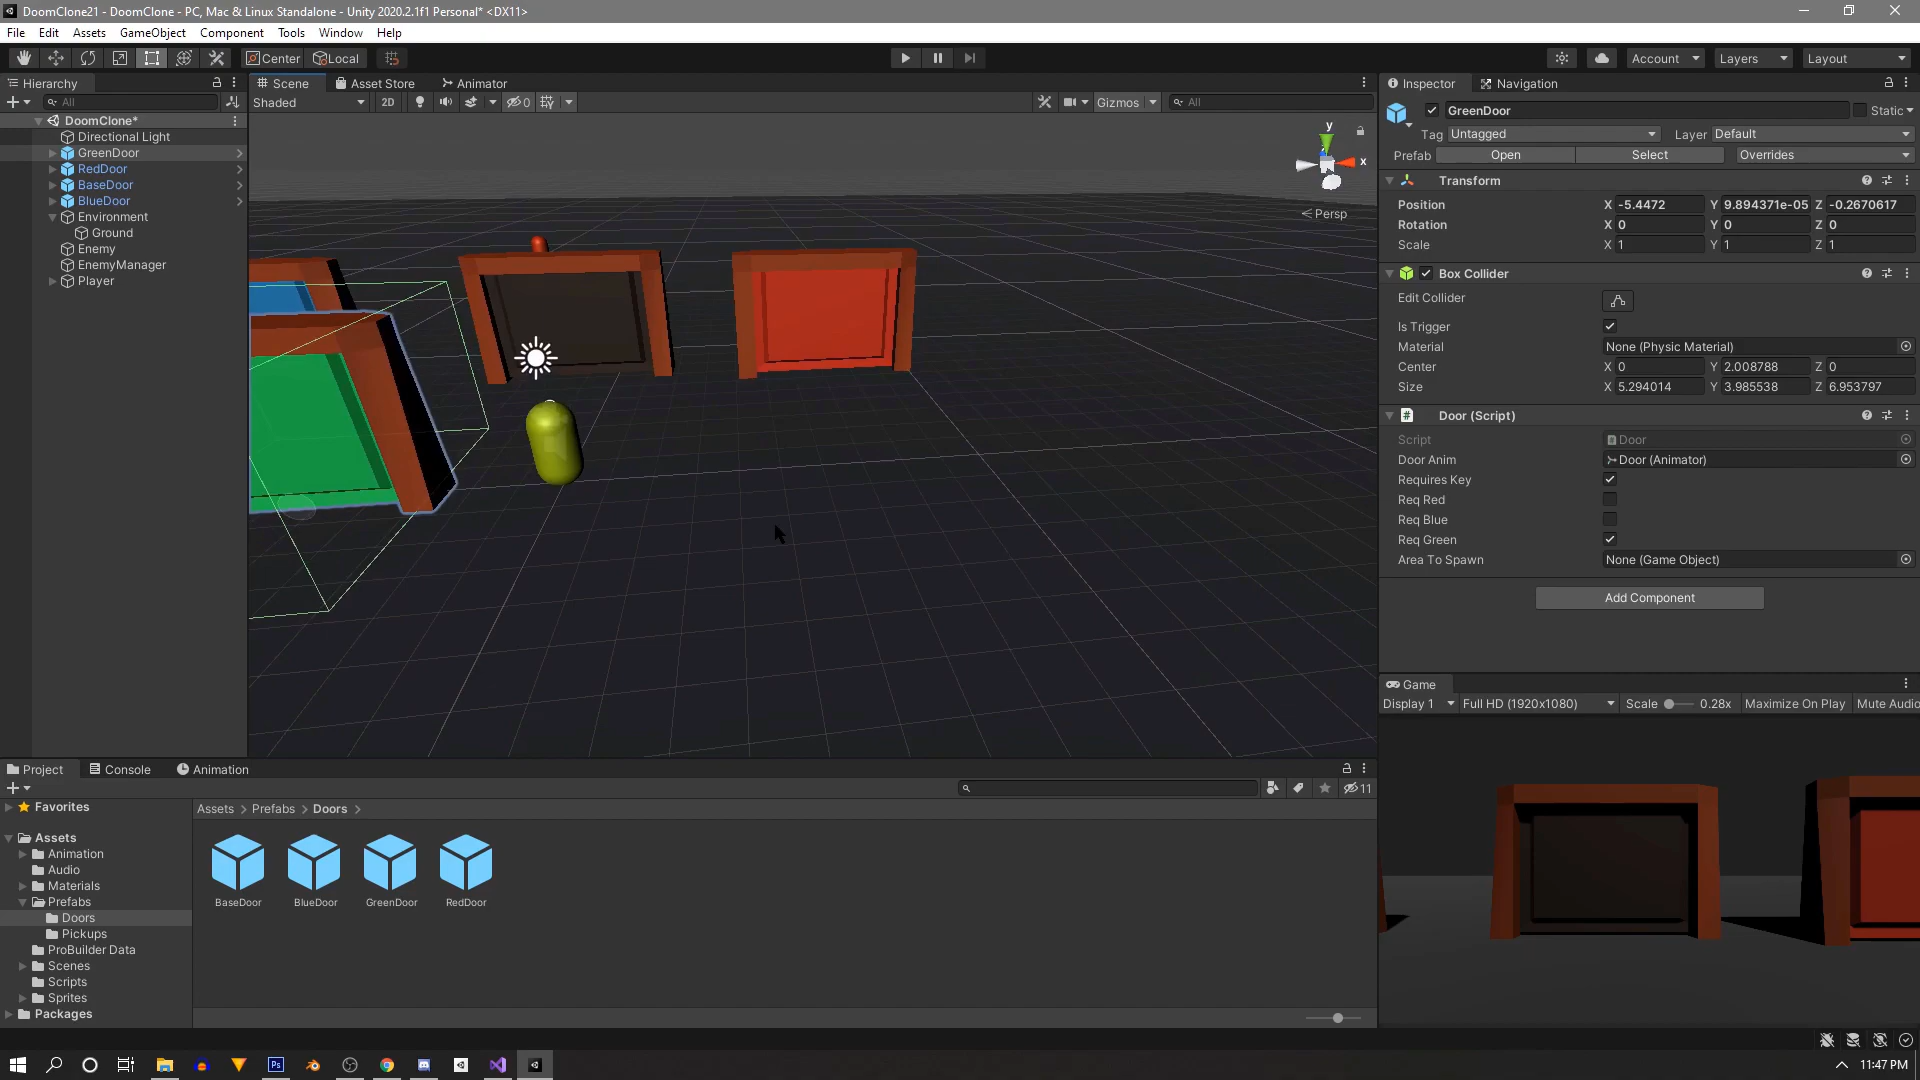 DoomClone21 - DoomClone - PC, Mac & Linux Standalone - Unity 2020.2.1f1 Personal* <DX11>
File Edit Assets GameObject Component Tools Window Help
Center Local Account Layers Layout
Hierarchy
All
DoomClone*
Directional Light
GreenDoor
RedDoor
BaseDoor
BlueDoor
Environment
Ground
Enemy
EnemyManager
Player
Scene Asset Store Animator
Shaded 2D 0 Gizmos All
y
x
Persp
Inspector Navigation
GreenDoor Static
Tag Untagged Layer Default
Prefab Open Select Overrides
Transform
Position X -5.4472 Y 9.894371e-05 Z -0.2670617
Rotation X 0 Y 0 Z 0
Scale X 1 Y 1 Z 1
Box Collider
Edit Collider
Is Trigger
Material None (Physic Material)
Center X 0 Y 2.008788 Z 0
Size X 5.294014 Y 3.985538 Z 6.953797
# Door (Script)
Script Door
Door Anim Door (Animator)
Requires Key
Req Red
Req Blue
Req Green
Area To Spawn None (Game Object)
Add Component
Game
Display 1 Full HD (1920x1080) Scale 0.28x Maximize On Play Mute Audio
Project Console Animation
11
Favorites
Assets
Animation
Audio
Materials
Prefabs
Doors
Pickups
ProBuilder Data
Scenes
Scripts
Sprites
Packages
Assets > Prefabs > Doors >
BaseDoor BlueDoor GreenDoor RedDoor
Ps
11:47 PM